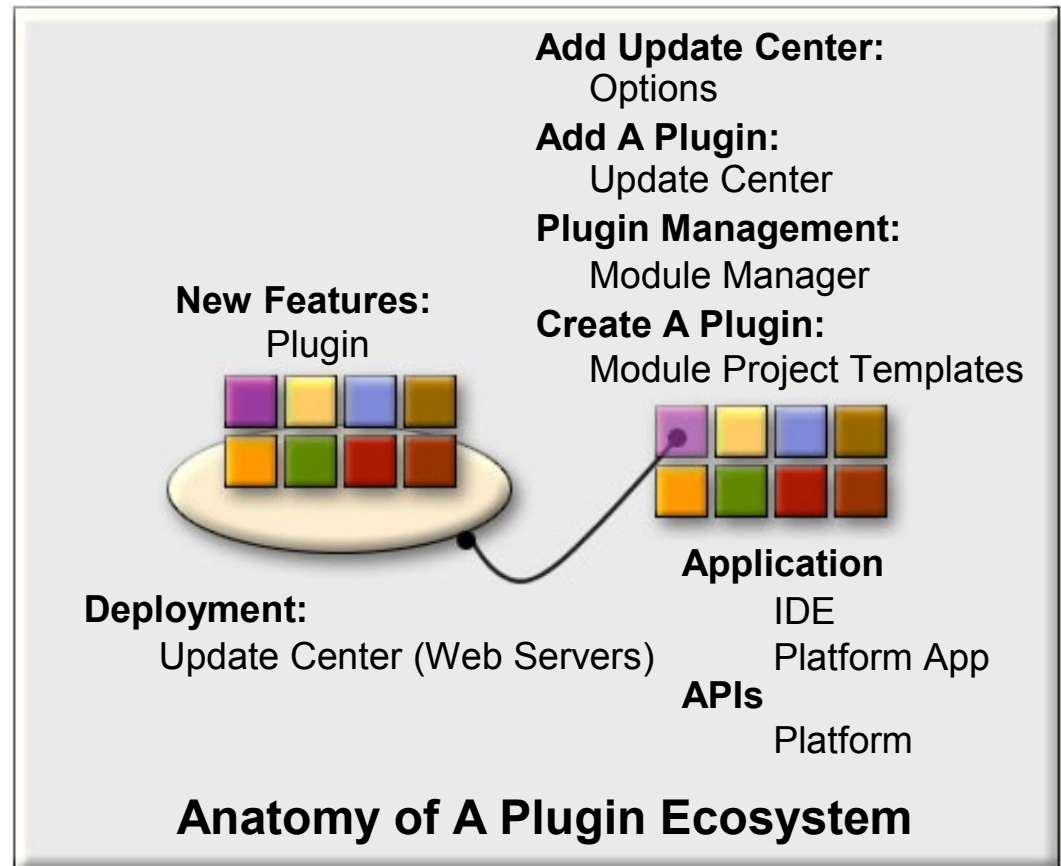 Add Update Center:
Options
Add A Plugin:
Update Center
Plugin Management:
Module Manager
Create A Plugin:
Module Project Templates
New Features:
Plugin
Deployment:
Update Center (Web Servers)
Application
IDE
Platform App
APIs
Platform
Anatomy of A Plugin Ecosystem